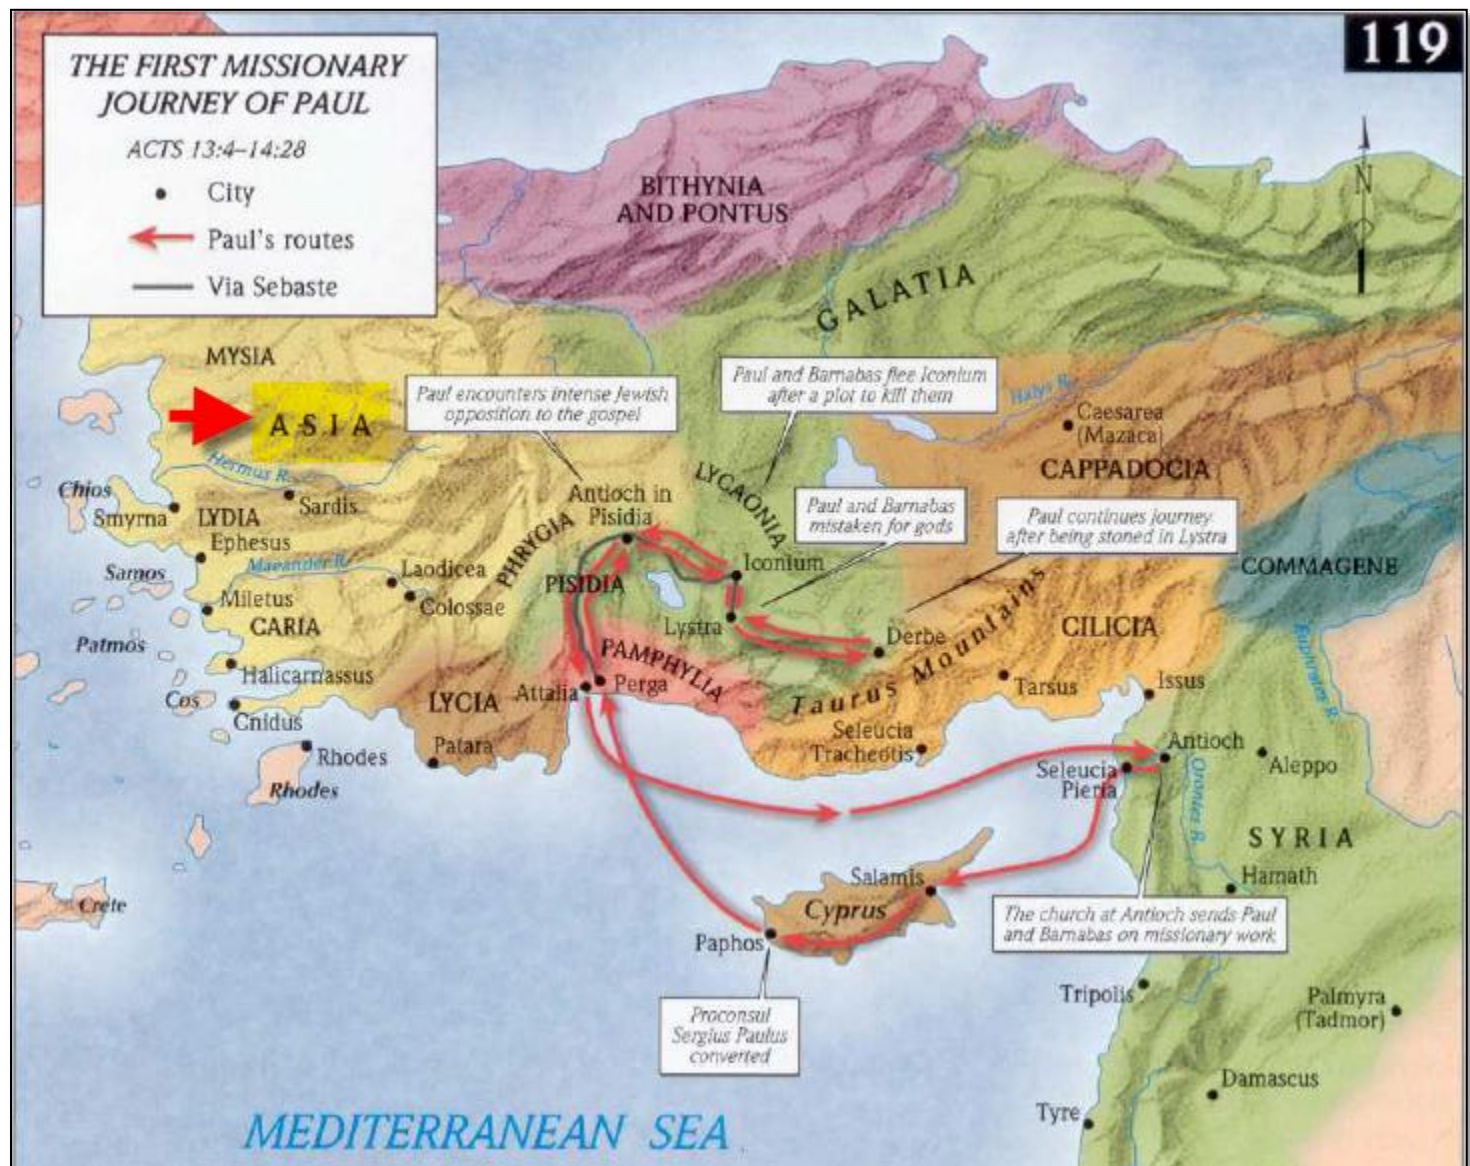 119
THE FIRST MISSIONARY
JOURNEY OF PAUL
ACTS 13:4–14:28
City
Paul's routes
Via Sebaste
N
BITHYNIA
AND PONTUS
GALATIA
MYSIA
ASIA
Paul encounters intense Jewish
opposition to the gospel
Paul and Barnabas flee Iconium
after a plot to kill them
Halys R.
Caesarea
(Mazaca)
CAPPADOCIA
Hermus R.
Chios
Smyrna
LYDIA
Sardis
Ephesus
Antioch in
Pisidia
PHRYGIA
LYCAONIA
Paul and Barnabas
mistaken for gods
Paul continues journey
after being stoned in Lystra
COMMAGENE
Samos
Maeander R.
Laodicea
Colossae
PISIDIA
Iconium
Miletus
CARIA
Patmos
Lystra
Derbe
Taurus Mountains
CILICIA
Euphrates R.
Halicarnassus
Cos
Cnidus
LYCIA
Attalia
Perga
PAMPHYLIA
Tarsus
Issus
Seleucia
Tracheotis
Rhodes
Rhodes
Patara
Antioch
Seleucia
Pieria
Aleppo
Orontes R.
SYRIA
Hamath
Crete
Salamis
Cyprus
Paphos
The church at Antioch sends Paul
and Barnabas on missionary work
Proconsul
Sergius Paulus
converted
Tripolis
Palmyra
(Tadmor)
Damascus
Tyre
MEDITERRANEAN SEA